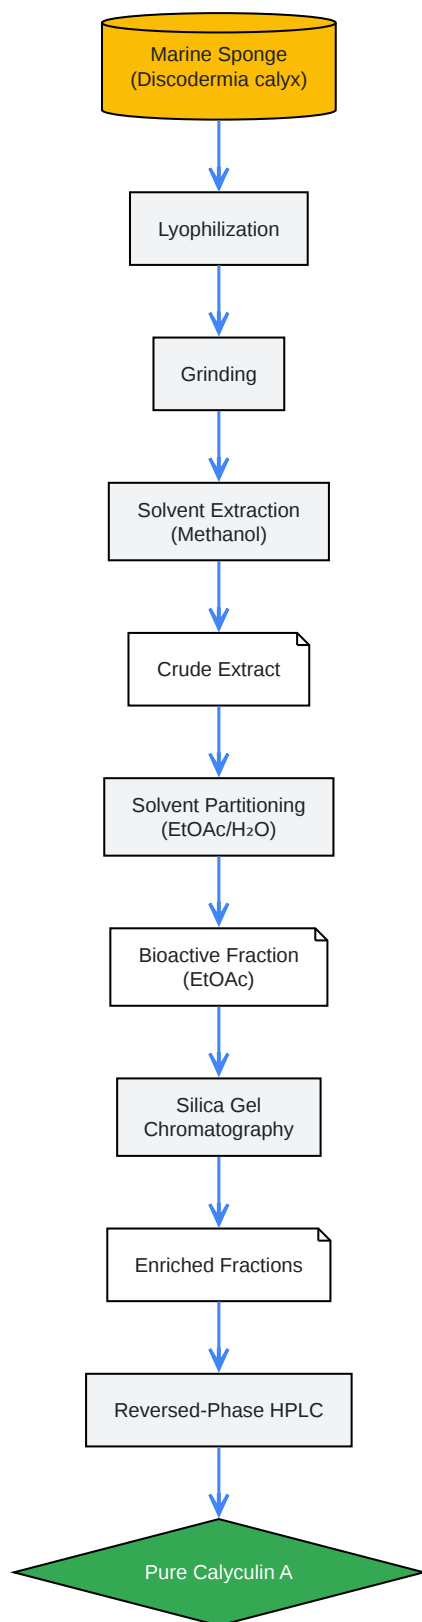 Marine Sponge
(Discodermia calyx)
Lyophilization
Grinding
Solvent Extraction
(Methanol)
Crude Extract
Solvent Partitioning
(EtOAc/H₂O)
Bioactive Fraction
(EtOAc)
Silica Gel
Chromatography
Enriched Fractions
Reversed-Phase HPLC
Pure Calyculin A